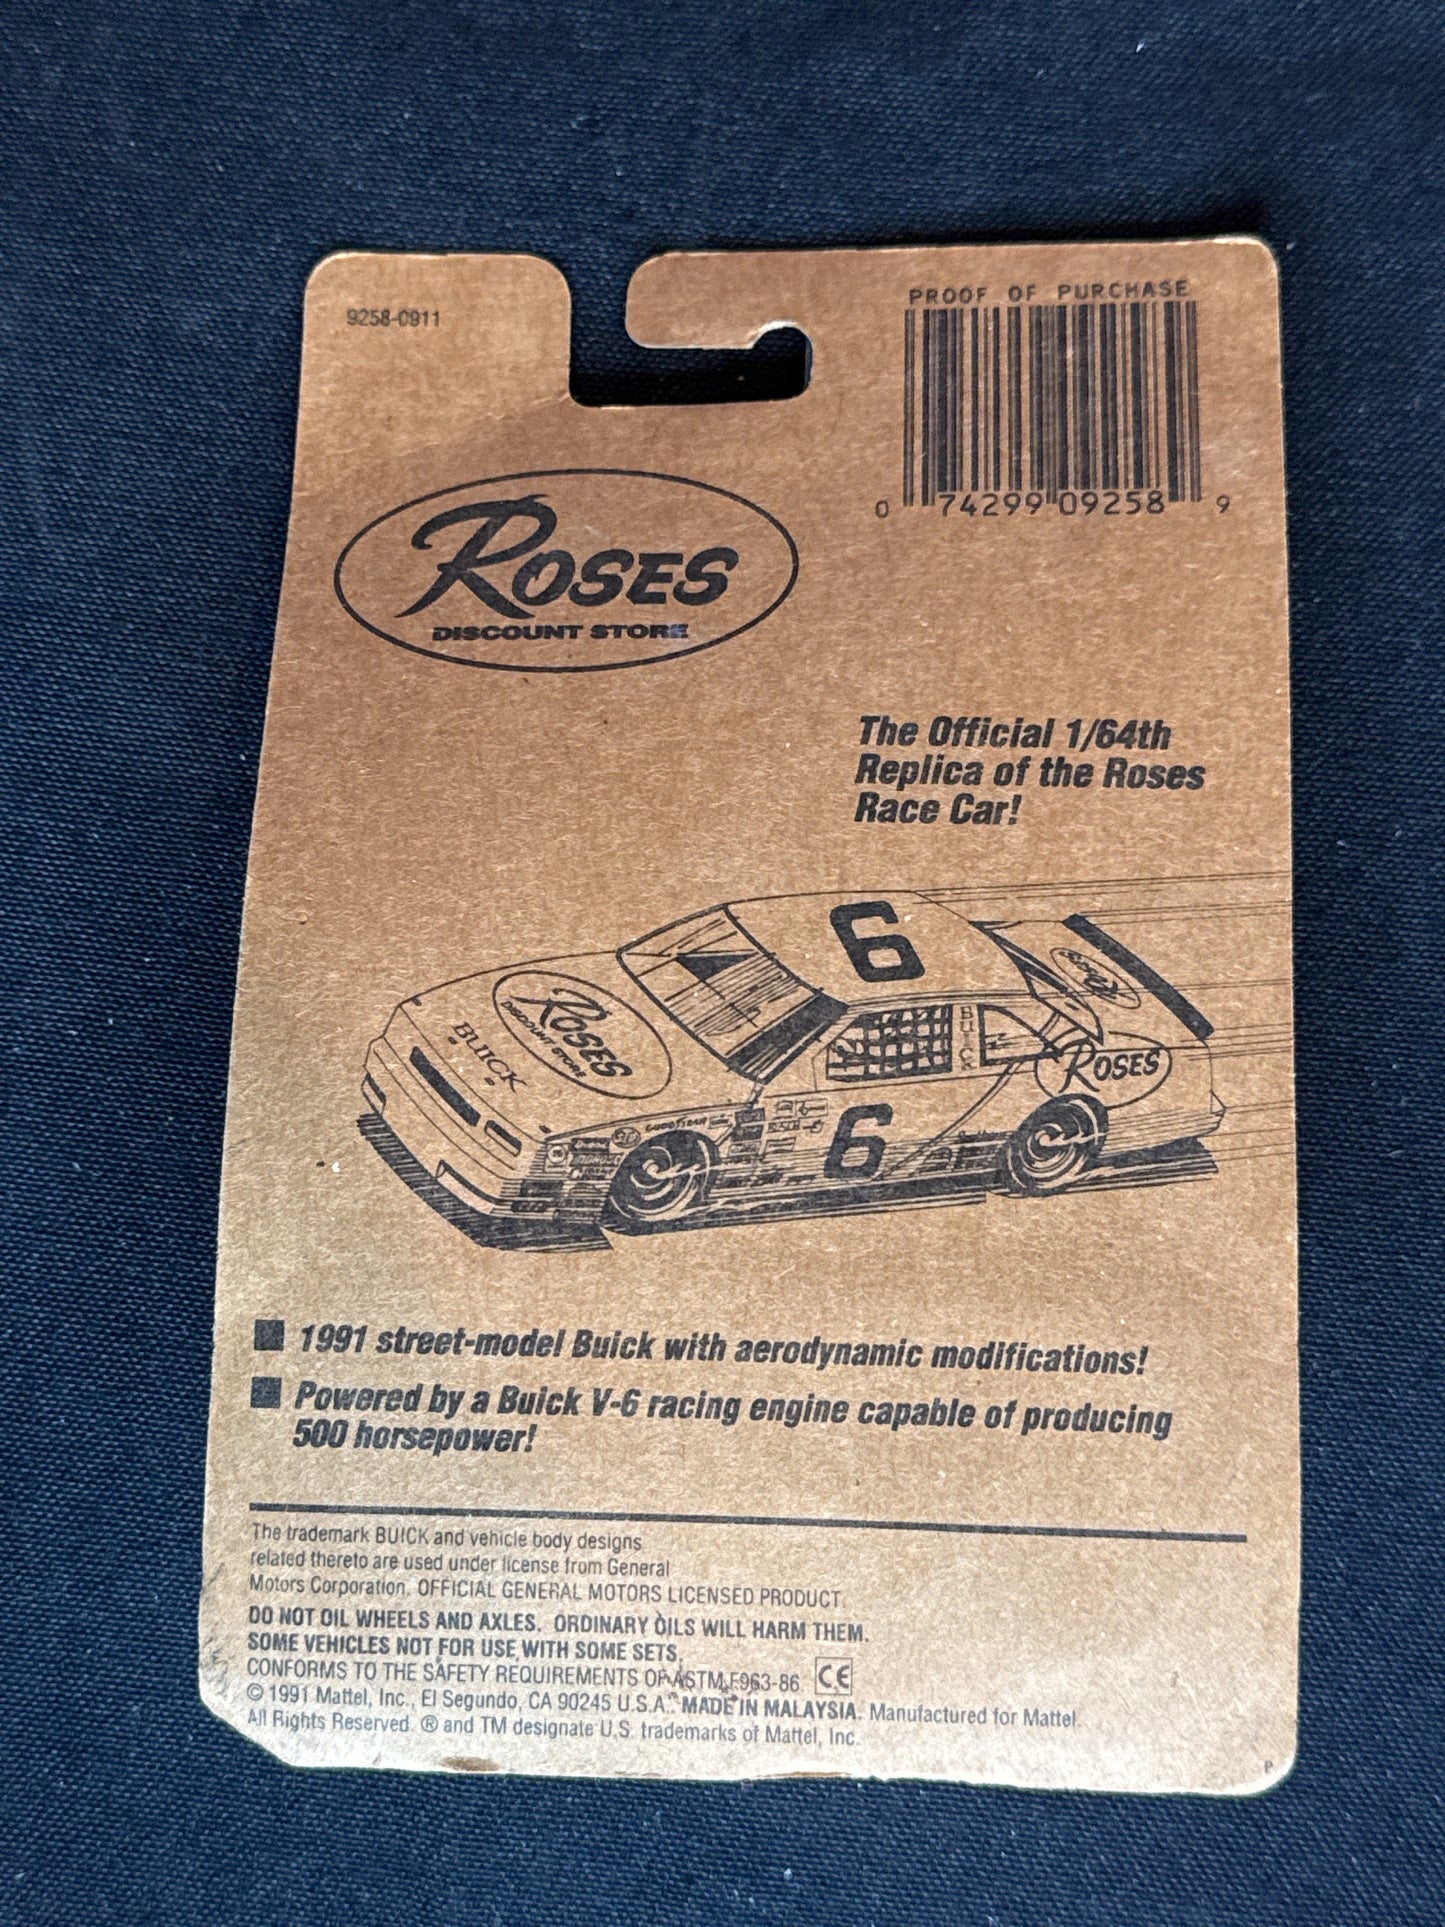 9258-0911
PROOF OF PURCHASE
0 74299 09258 9
ROSES
DISCOUNT STORE
The Official 1/64th
Replica of the Roses
Race Car!
6
ROSES
ROSES
DISCOUNT STORE
BUICK
BUICK
ROSES
GOODYEAR
6
■ 1991 street-model Buick with aerodynamic modifications!
■ Powered by a Buick V-6 racing engine capable of producing
500 horsepower!
The trademark BUICK and vehicle body designs
related thereto are used under license from General
Motors Corporation. OFFICIAL GENERAL MOTORS LICENSED PRODUCT.
DO NOT OIL WHEELS AND AXLES. ORDINARY OILS WILL HARM THEM.
SOME VEHICLES NOT FOR USE WITH SOME SETS.
CONFORMS TO THE SAFETY REQUIREMENTS OF ASTM F963-86 CE
© 1991 Mattel, Inc., El Segundo, CA 90245 U.S.A. MADE IN MALAYSIA. Manufactured for Mattel.
All Rights Reserved. ® and TM designate U.S. trademarks of Mattel, Inc.
P